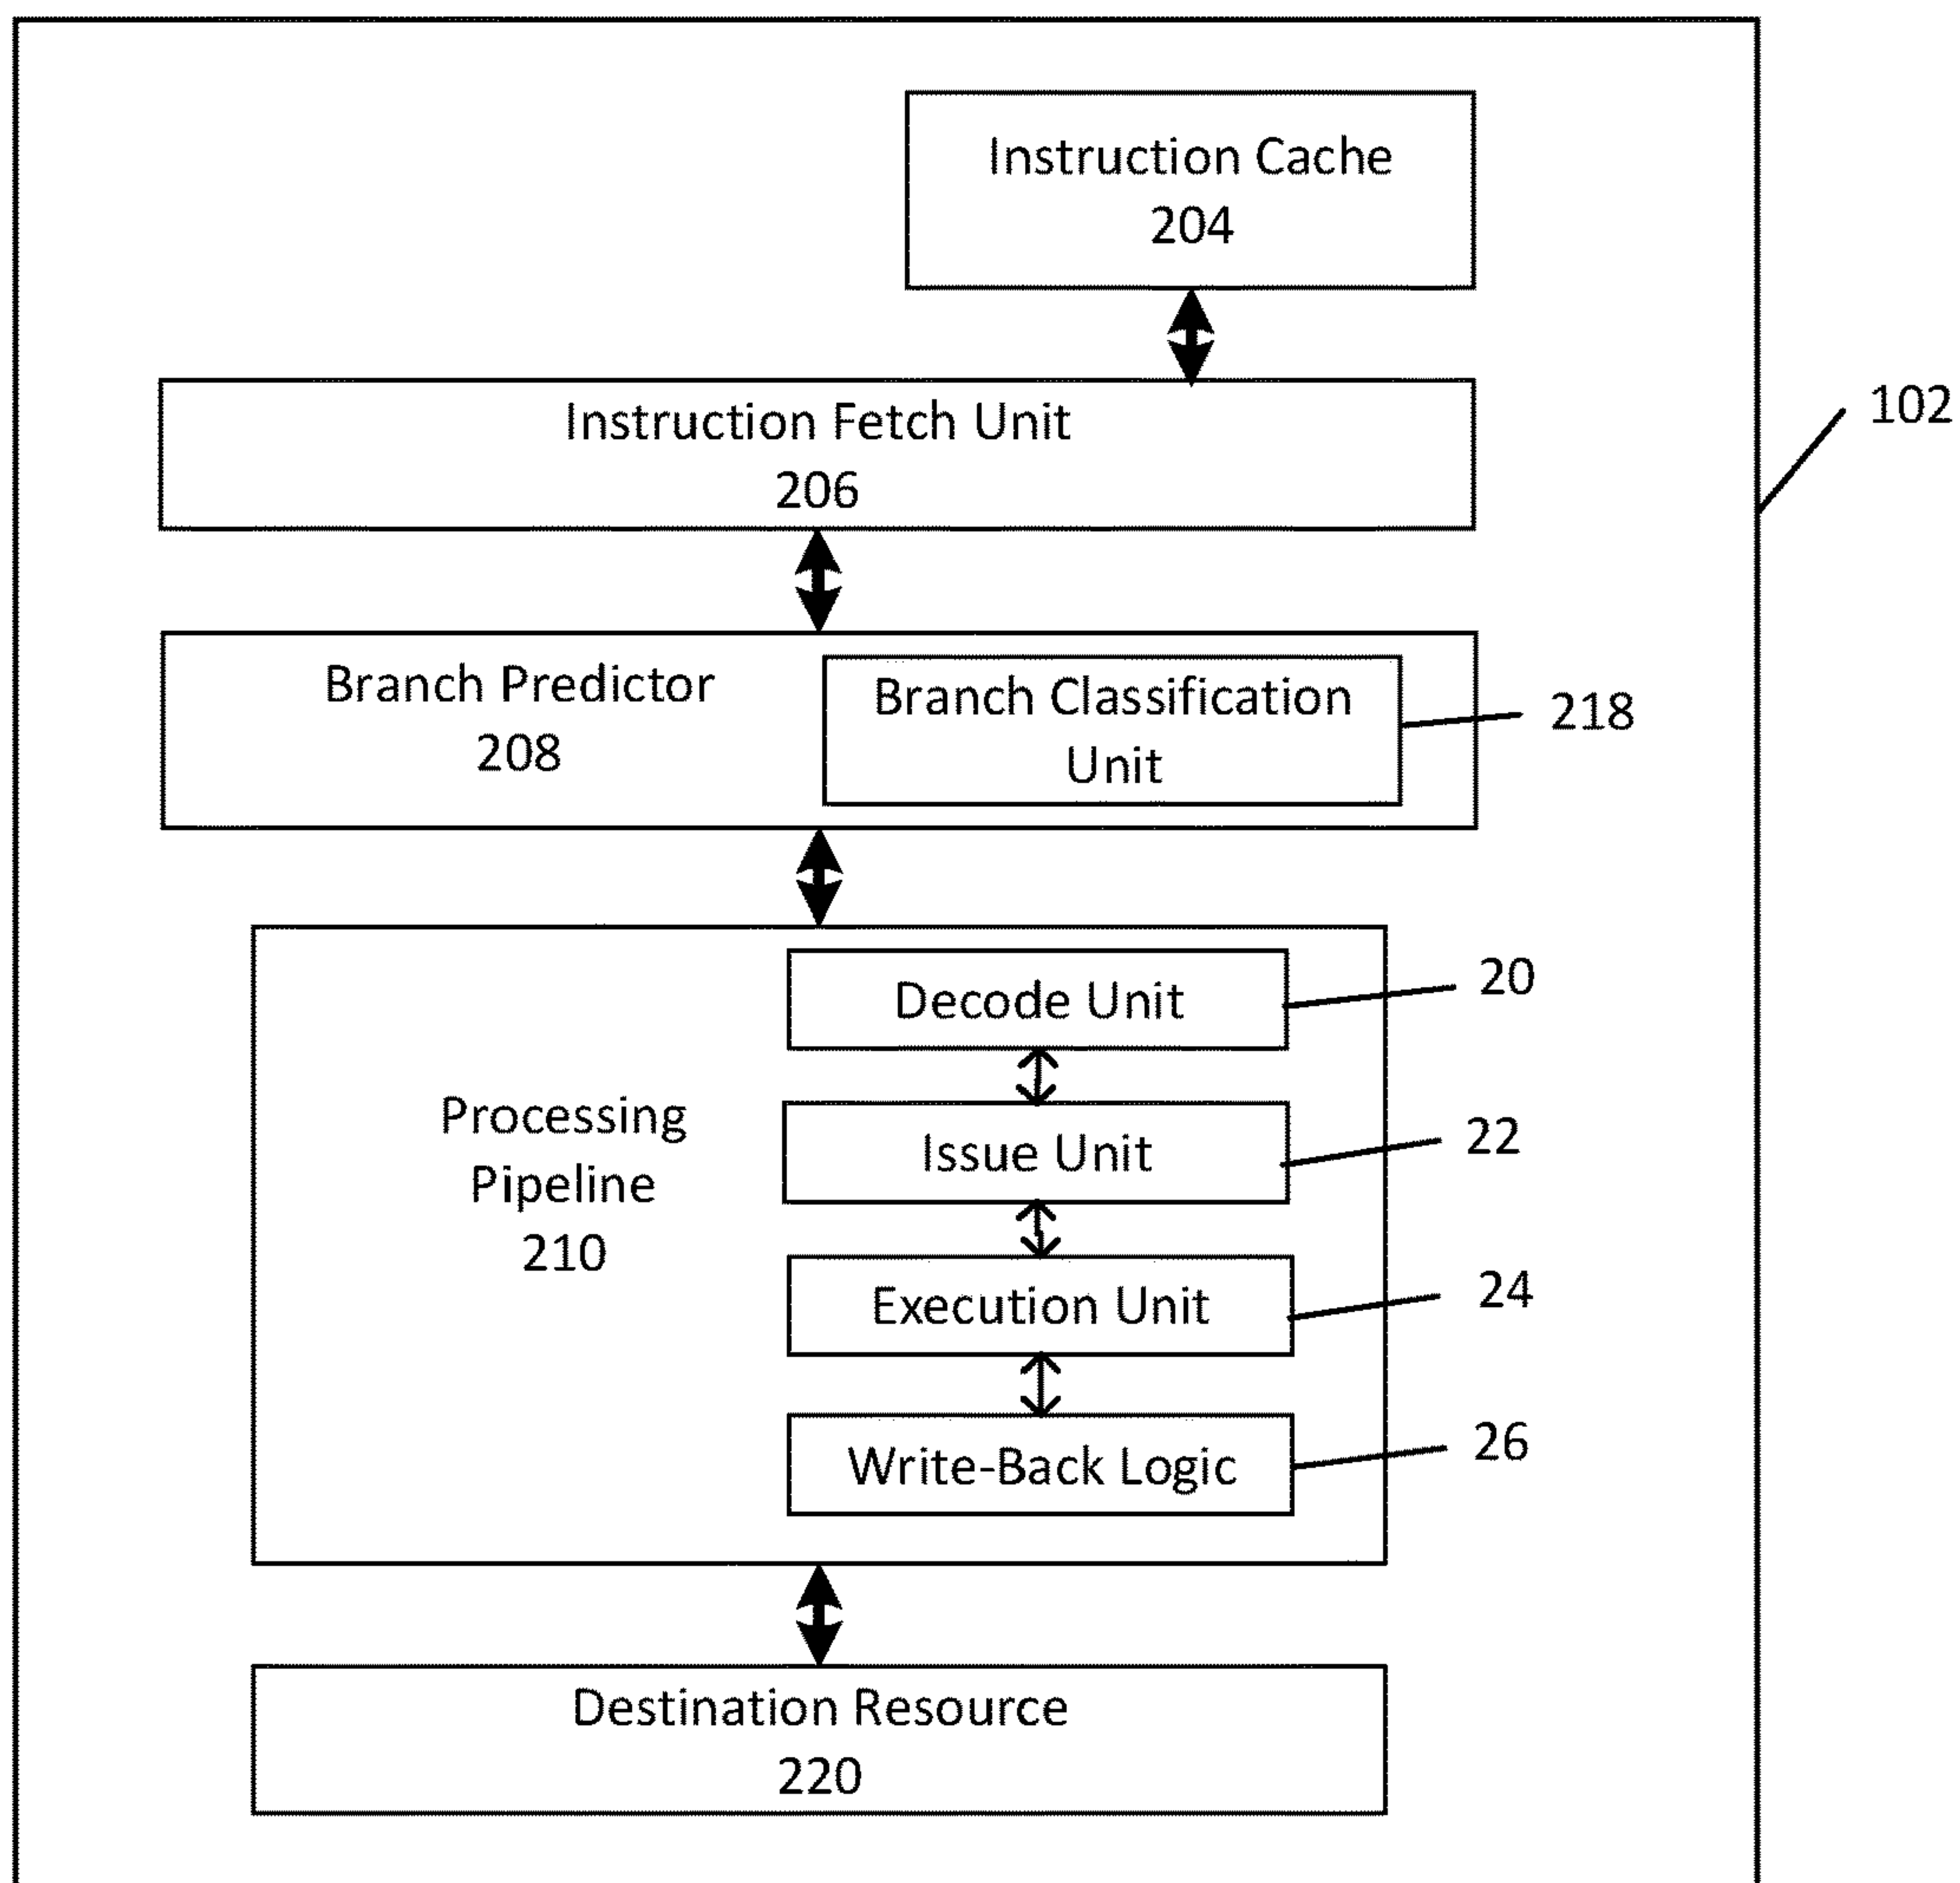 Instruction Cache
204
Instruction Fetch Unit
206
102
Branch Predictor
208
Branch Classification
Unit
218
Processing
Pipeline
210
Decode Unit
20
Issue Unit
22
Execution Unit
24
Write-Back Logic
26
Destination Resource
220